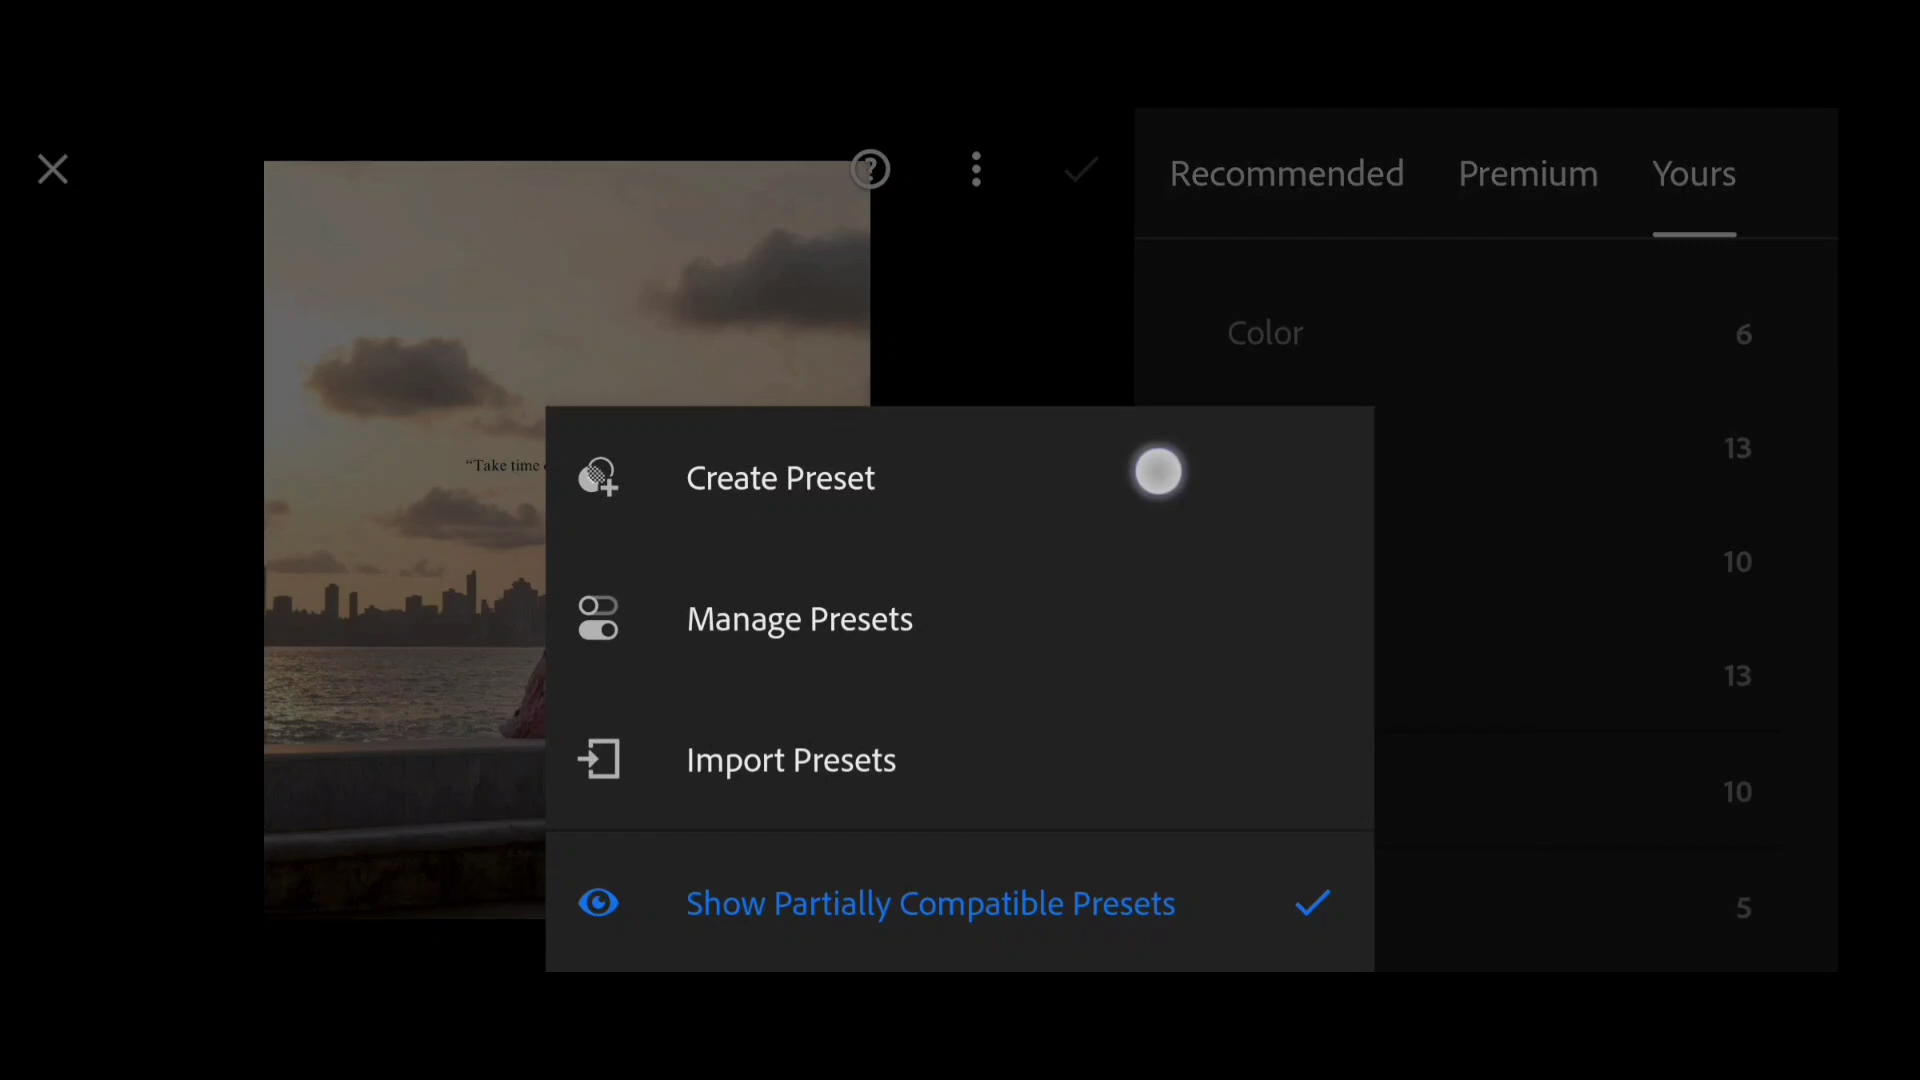 Recommended
Premium
Yours
Color
6
13
10
13
10
5
“Take time
Create Preset
Manage Presets
Import Presets
Show Partially Compatible Presets